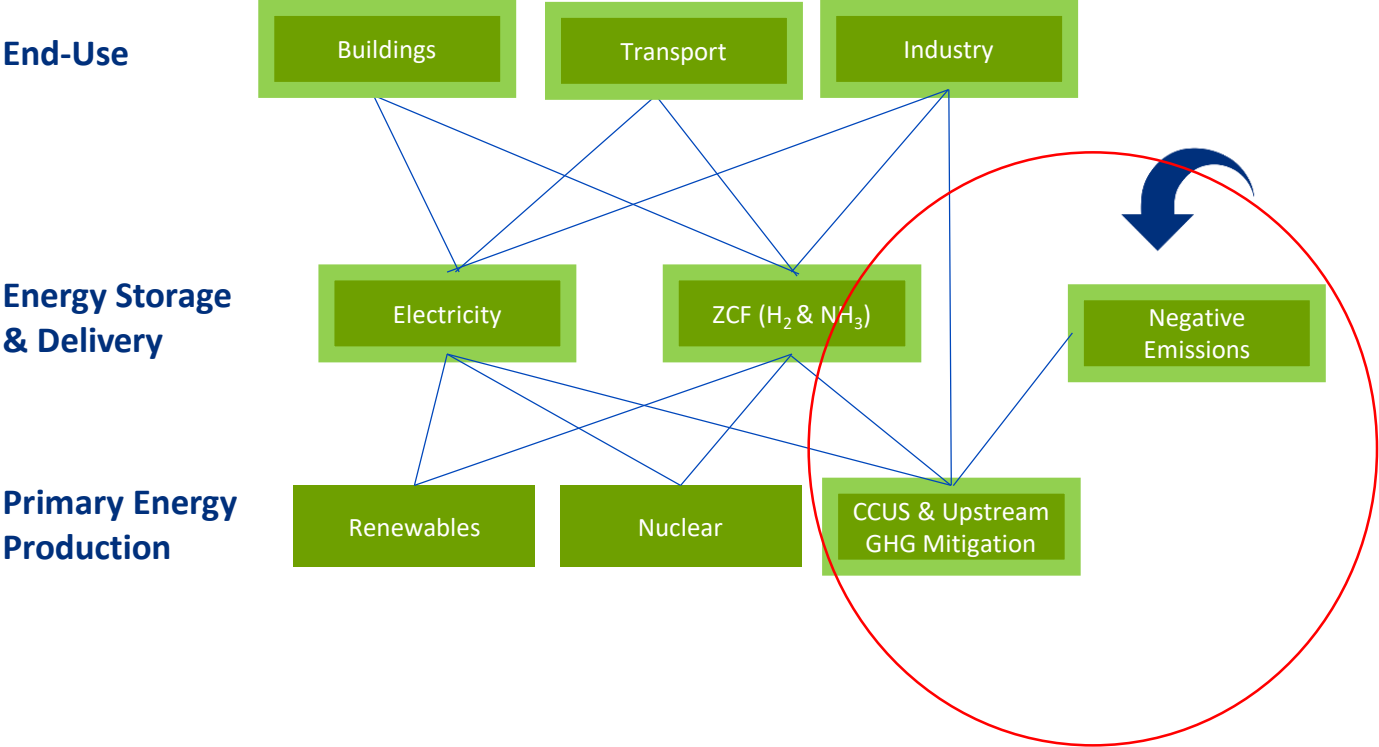 End-Use
Buildings
Transport
Industry
Energy Storage
& Delivery
Electricity
ZCF (H₂ & NH₃)
Negative
Emissions
Primary Energy
Production
Renewables
Nuclear
CCUS & Upstream
GHG Mitigation